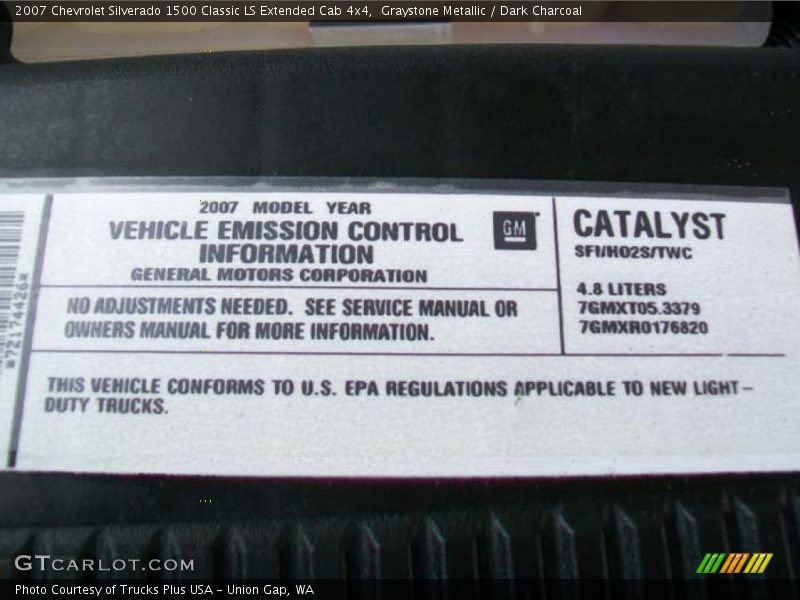 2007 Chevrolet Silverado 1500 Classic LS Extended Cab 4x4,  Graystone Metallic / Dark Charcoal
2007 MODEL YEAR
VEHICLE EMISSION CONTROL
INFORMATION
GENERAL MOTORS CORPORATION
GM
CATALYST
SFI/HO2S/TWC
4.8 LITERS
7GMXT05.3379
7GMXR0176820
NO ADJUSTMENTS NEEDED. SEE SERVICE MANUAL OR
OWNERS MANUAL FOR MORE INFORMATION.
THIS VEHICLE CONFORMS TO U.S. EPA REGULATIONS APPLICABLE TO NEW LIGHT-
DUTY TRUCKS.
*72174426*
GTCARLOT.COM
Photo Courtesy of Trucks Plus USA - Union Gap, WA